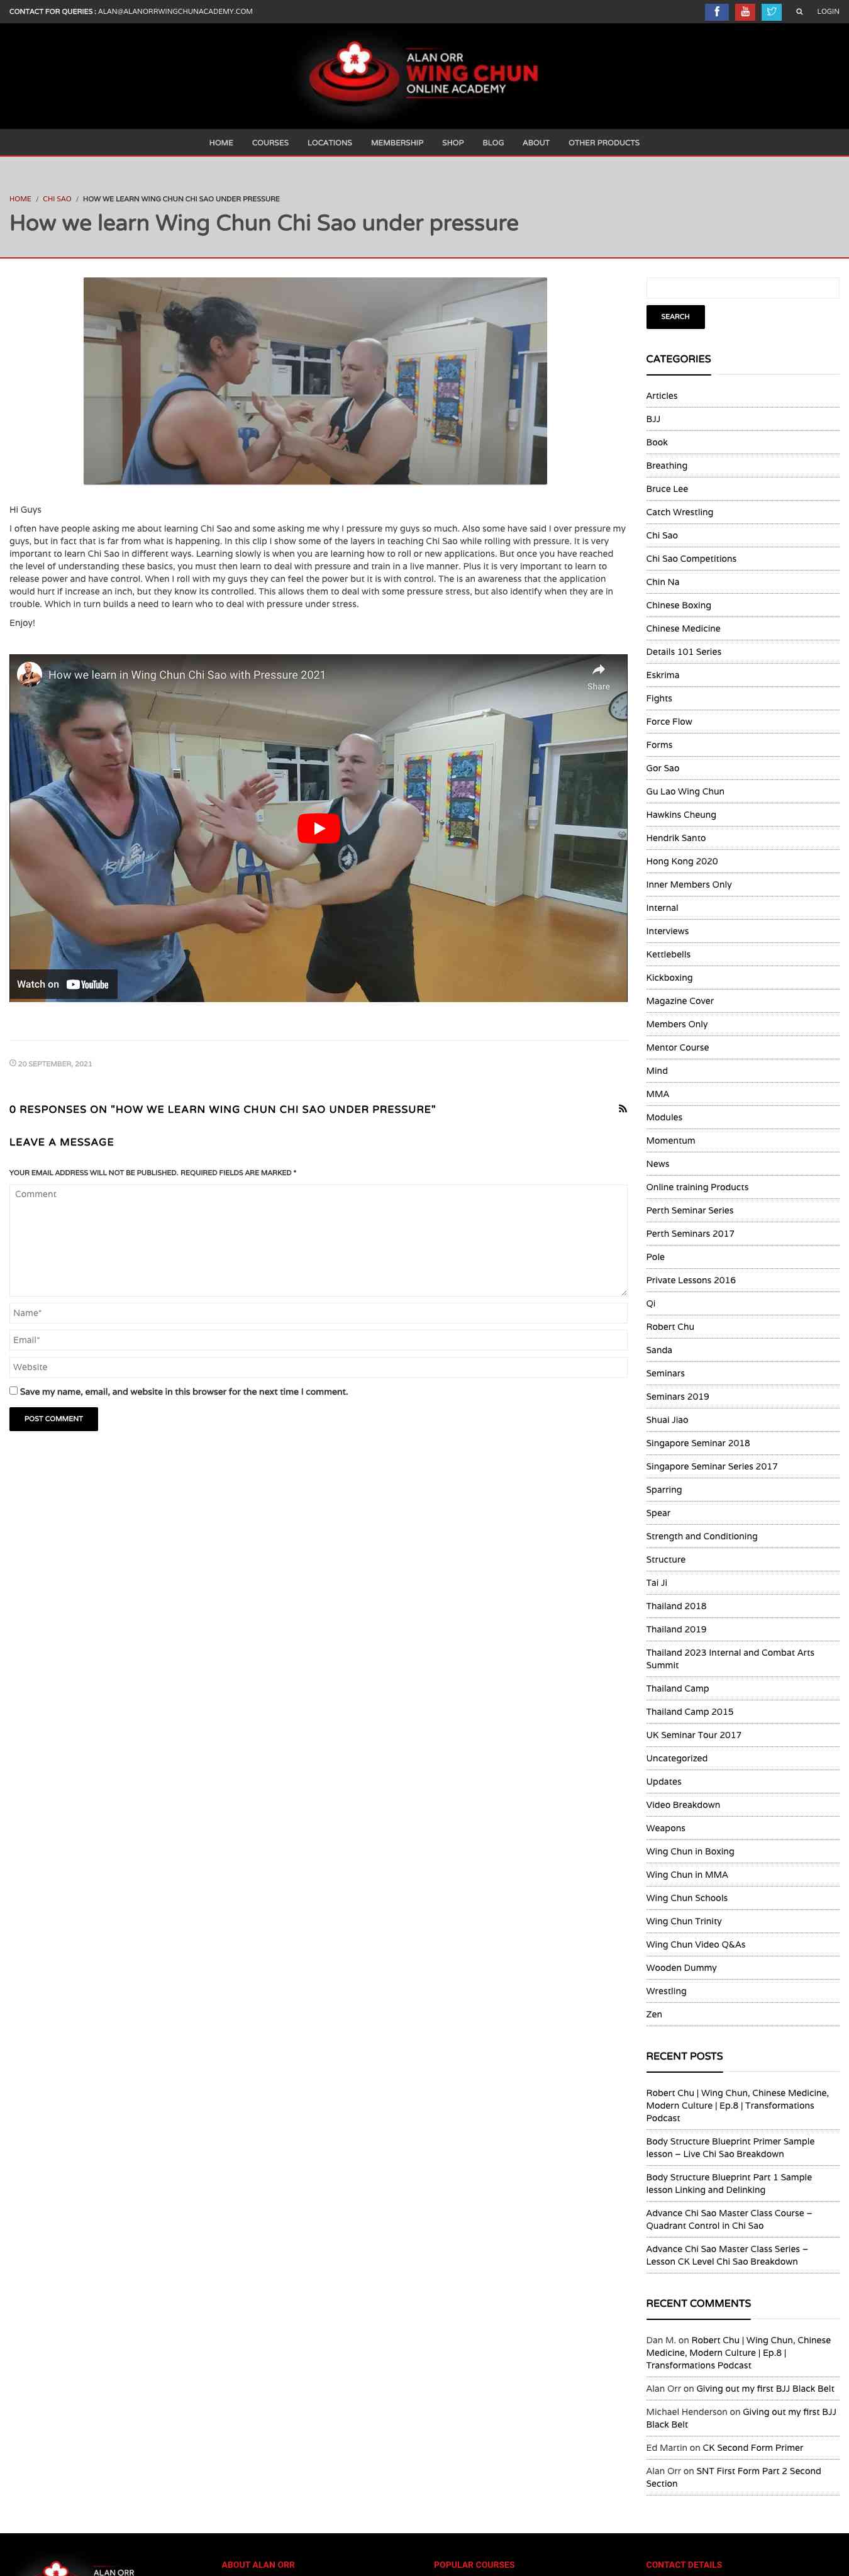 CONTACT FOR QUERIES : ALAN@ALANORRWINGCHUNACADEMY.COM
LOGIN
ALAN ORR
WING CHUN
ONLINE ACADEMY
HOME COURSES LOCATIONS MEMBERSHIP SHOP BLOG ABOUT OTHER PRODUCTS
HOME / CHI SAO / HOW WE LEARN WING CHUN CHI SAO UNDER PRESSURE
How we learn Wing Chun Chi Sao under pressure
Hi Guys
I often have people asking me about learning Chi Sao and some asking me why I pressure my guys so much. Also some have said I over pressure my
guys, but in fact that is far from what is happening. In this clip I show some of the layers in teaching Chi Sao while rolling with pressure. It is very
important to learn Chi Sao in different ways. Learning slowly is when you are learning how to roll or new applications. But once you have reached
the level of understanding these basics, you must then learn to deal with pressure and train in a live manner. Plus it is very important to learn to
release power and have control. When I roll with my guys they can feel the power but it is with control. The is an awareness that the application
would hurt if increase an inch, but they know its controlled. This allows them to deal with some pressure stress, but also identify when they are in
trouble. Which in turn builds a need to learn who to deal with pressure under stress.
Enjoy!
How we learn in Wing Chun Chi Sao with Pressure 2021
Share
Watch on YouTube
20 SEPTEMBER, 2021
0 RESPONSES ON "HOW WE LEARN WING CHUN CHI SAO UNDER PRESSURE"
LEAVE A MESSAGE
YOUR EMAIL ADDRESS WILL NOT BE PUBLISHED. REQUIRED FIELDS ARE MARKED *
Comment
Name*
Email*
Website
Save my name, email, and website in this browser for the next time I comment.
POST COMMENT
SEARCH
CATEGORIES
Articles
BJJ
Book
Breathing
Bruce Lee
Catch Wrestling
Chi Sao
Chi Sao Competitions
Chin Na
Chinese Boxing
Chinese Medicine
Details 101 Series
Eskrima
Fights
Force Flow
Forms
Gor Sao
Gu Lao Wing Chun
Hawkins Cheung
Hendrik Santo
Hong Kong 2020
Inner Members Only
Internal
Interviews
Kettlebells
Kickboxing
Magazine Cover
Members Only
Mentor Course
Mind
MMA
Modules
Momentum
News
Online training Products
Perth Seminar Series
Perth Seminars 2017
Pole
Private Lessons 2016
Qi
Robert Chu
Sanda
Seminars
Seminars 2019
Shuai Jiao
Singapore Seminar 2018
Singapore Seminar Series 2017
Sparring
Spear
Strength and Conditioning
Structure
Tai Ji
Thailand 2018
Thailand 2019
Thailand 2023 Internal and Combat Arts
Summit
Thailand Camp
Thailand Camp 2015
UK Seminar Tour 2017
Uncategorized
Updates
Video Breakdown
Weapons
Wing Chun in Boxing
Wing Chun in MMA
Wing Chun Schools
Wing Chun Trinity
Wing Chun Video Q&As
Wooden Dummy
Wrestling
Zen
RECENT POSTS
Robert Chu | Wing Chun, Chinese Medicine,
Modern Culture | Ep.8 | Transformations
Podcast
Body Structure Blueprint Primer Sample
lesson – Live Chi Sao Breakdown
Body Structure Blueprint Part 1 Sample
lesson Linking and Delinking
Advance Chi Sao Master Class Course –
Quadrant Control in Chi Sao
Advance Chi Sao Master Class Series –
Lesson CK Level Chi Sao Breakdown
RECENT COMMENTS
Dan M. on Robert Chu | Wing Chun, Chinese
Medicine, Modern Culture | Ep.8 |
Transformations Podcast
Alan Orr on Giving out my first BJJ Black Belt
Michael Henderson on Giving out my first BJJ
Black Belt
Ed Martin on CK Second Form Primer
Alan Orr on SNT First Form Part 2 Second
Section
ALAN ORR
ABOUT ALAN ORR
POPULAR COURSES
CONTACT DETAILS